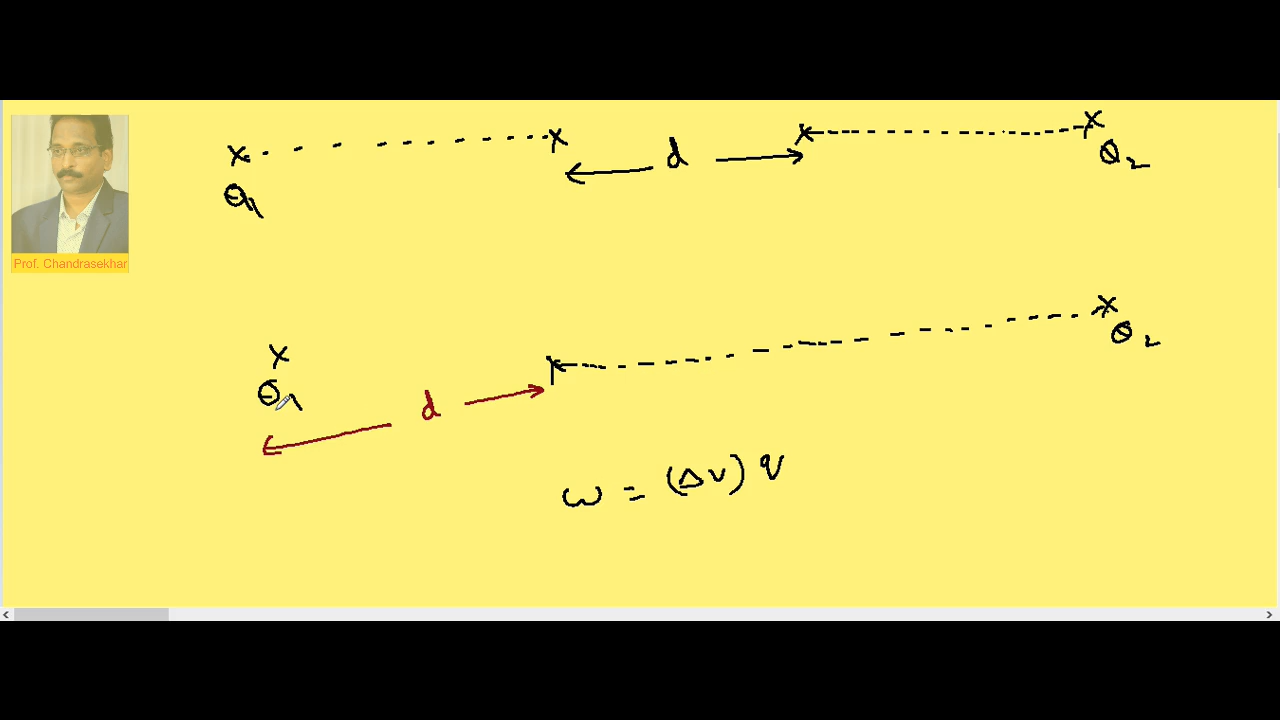 d
Q1
Q2
Prof. Chandrasekhar
Q2
Q1
d
W = (ΔV) q